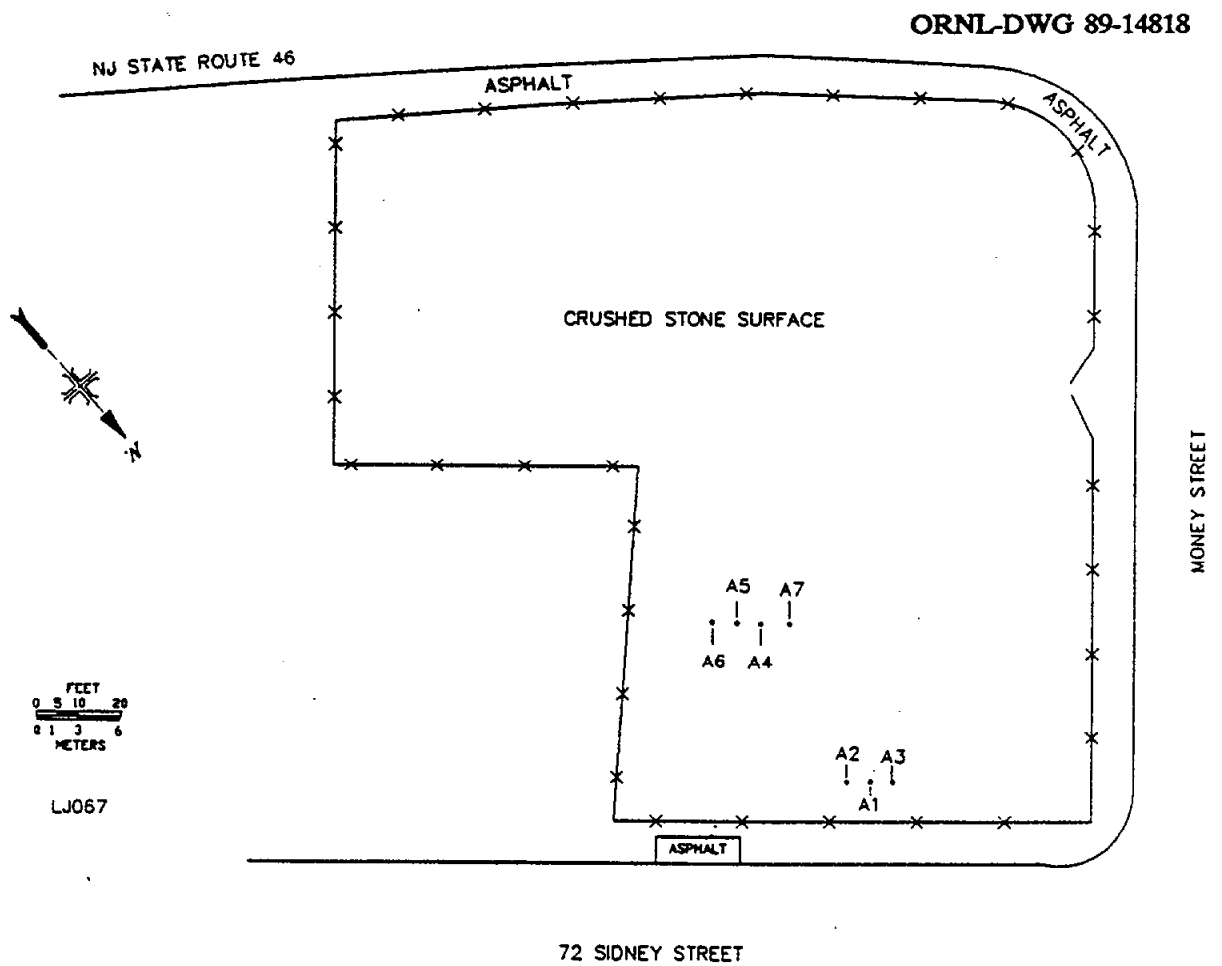 ORNL-DWG 89-14818
NJ STATE ROUTE 46
ASPHALT
ASPHALT
CRUSHED STONE SURFACE
N.
MONEY STREET
A5 A7
A6 A4
FEET
0 5 10 20
0 1 3 6
METERS
A2 A3
A1
LJ067
ASPHALT
72 SIDNEY STREET